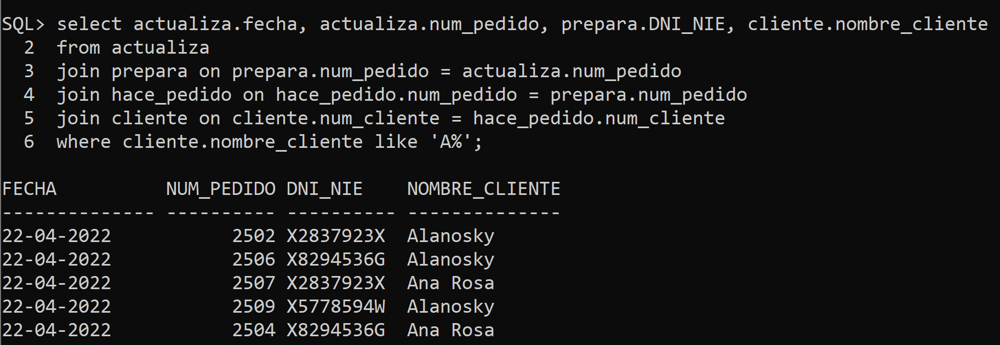 SQL> select actualiza.fecha, actualiza.num_pedido, prepara.DNI_NIE, cliente.nombre_cliente
  2  from actualiza
  3  join prepara on prepara.num_pedido = actualiza.num_pedido
  4  join hace_pedido on hace_pedido.num_pedido = prepara.num_pedido
  5  join cliente on cliente.num_cliente = hace_pedido.num_cliente
  6  where cliente.nombre_cliente like 'A%';
FECHA          NUM_PEDIDO DNI_NIE    NOMBRE_CLIENTE
-------------- ---------- ---------- --------------
22-04-2022           2502 X2837923X  Alanosky
22-04-2022           2506 X8294536G  Alanosky
22-04-2022           2507 X2837923X  Ana Rosa
22-04-2022           2509 X5778594W  Alanosky
22-04-2022           2504 X8294536G  Ana Rosa